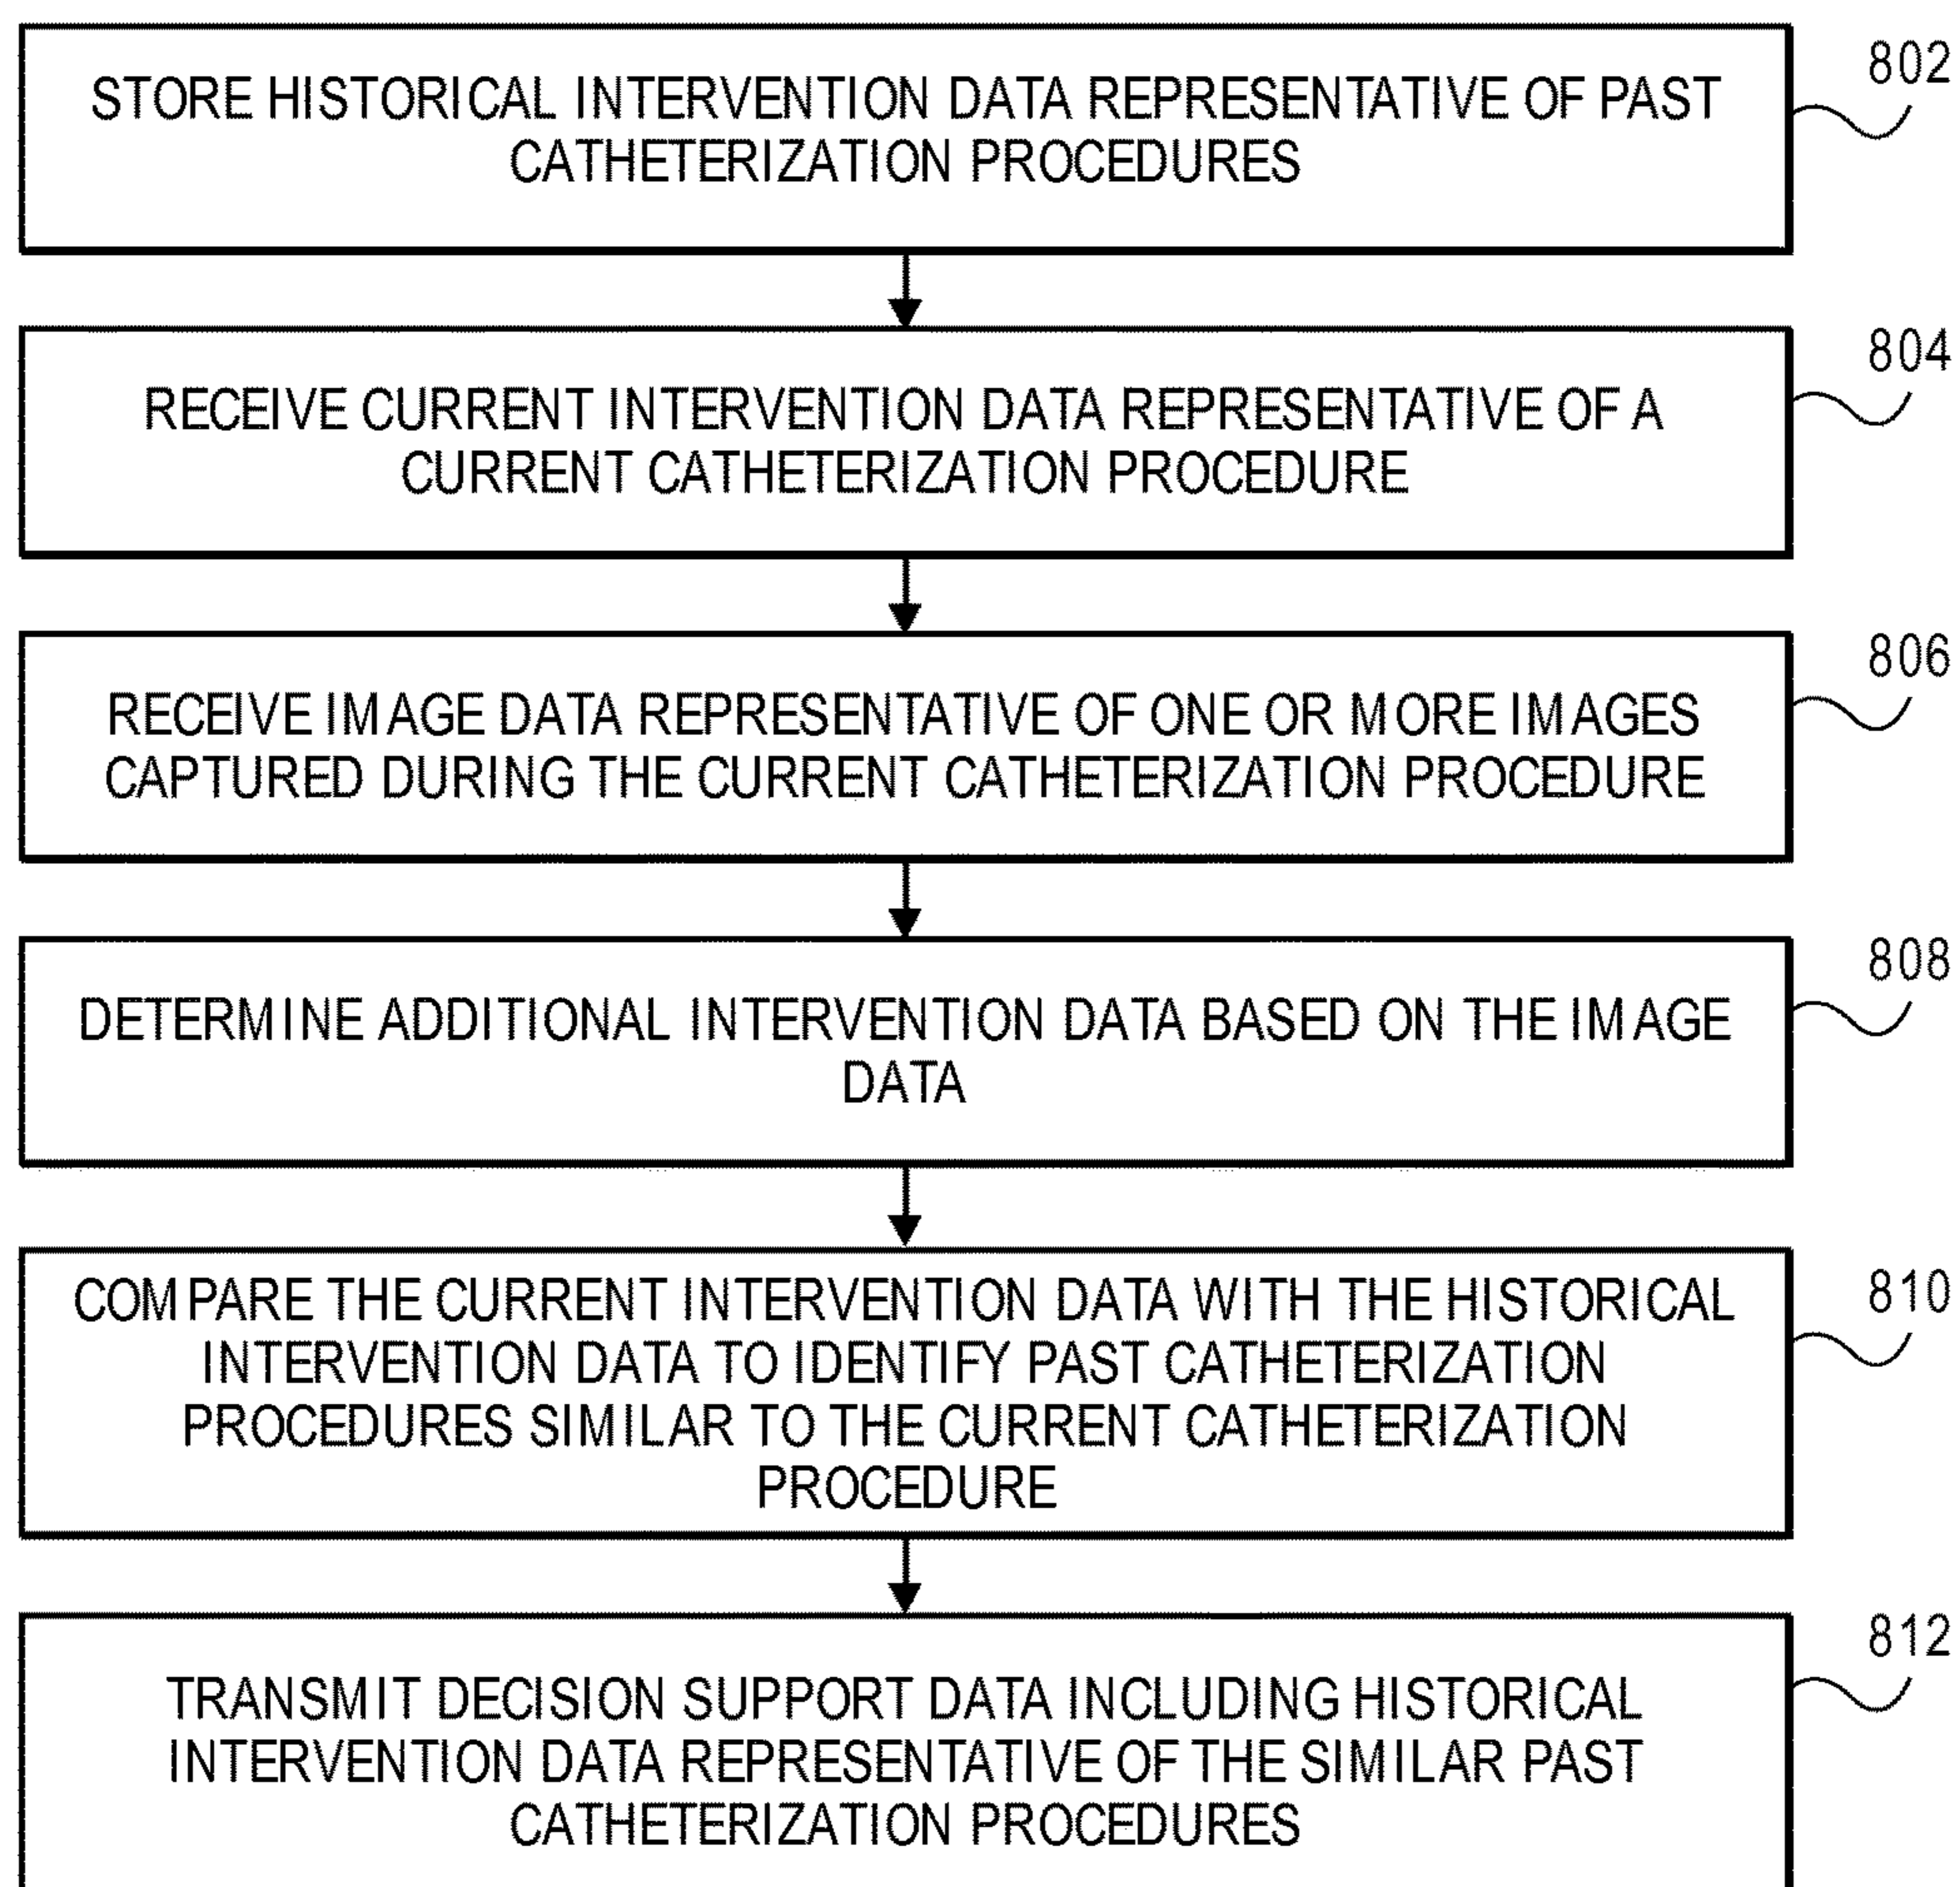 802
STORE HISTORICAL INTERVENTION DATA REPRESENTATIVE OF PAST
CATHETERIZATION PROCEDURES
804
RECEIVE CURRENT INTERVENTION DATA REPRESENTATIVE OF A
CURRENT CATHETERIZATION PROCEDURE
806
RECEIVE IMAGE DATA REPRESENTATIVE OF ONE OR MORE IMAGES
CAPTURED DURING THE CURRENT CATHETERIZATION PROCEDURE
808
DETERMINE ADDITIONAL INTERVENTION DATA BASED ON THE IMAGE
DATA
810
COMPARE THE CURRENT INTERVENTION DATA WITH THE HISTORICAL
INTERVENTION DATA TO IDENTIFY PAST CATHETERIZATION
PROCEDURES SIMILAR TO THE CURRENT CATHETERIZATION
PROCEDURE
812
TRANSMIT DECISION SUPPORT DATA INCLUDING HISTORICAL
INTERVENTION DATA REPRESENTATIVE OF THE SIMILAR PAST
CATHETERIZATION PROCEDURES